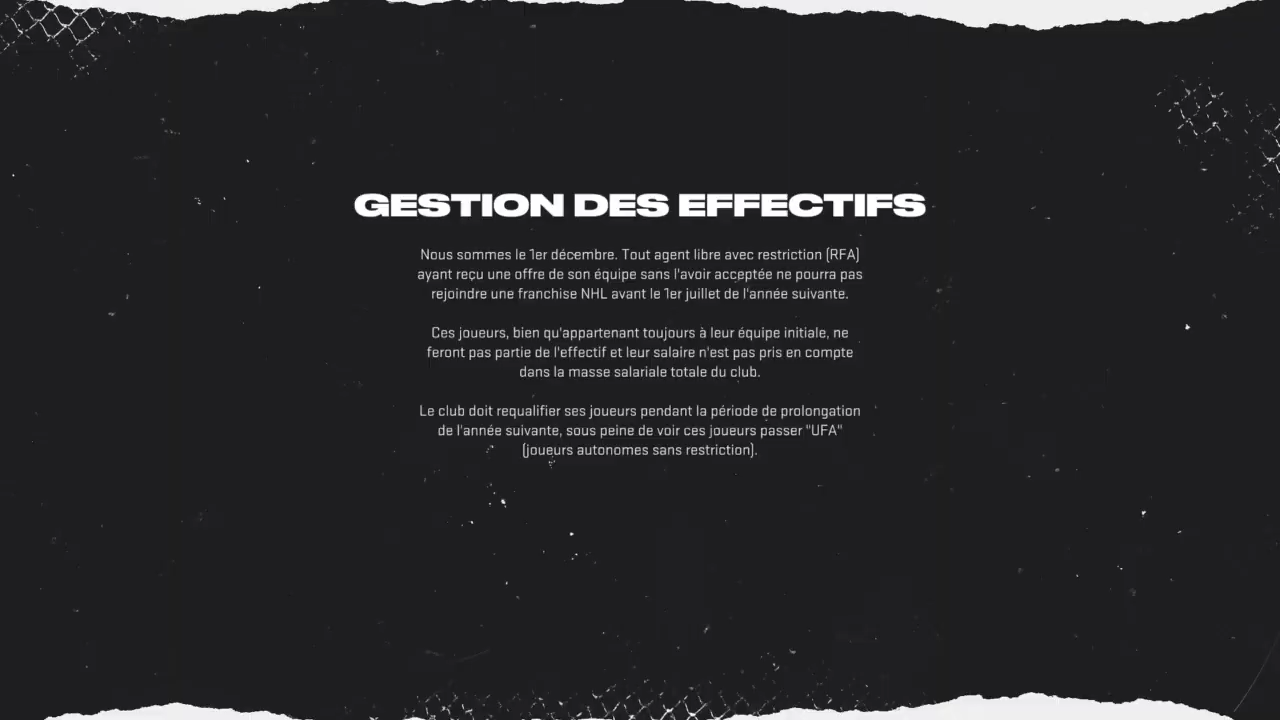 GESTION DES EFFECTIFS
Nous sommes le 1er décembre. Tout agent libre avec restriction (RFA)
ayant reçu une offre de son équipe sans l'avoir acceptée ne pourra pas
rejoindre une franchise NHL avant le 1er juillet de l'année suivante.
Ces joueurs, bien qu'appartenant toujours à leur équipe initiale, ne
feront pas partie de l'effectif et leur salaire n'est pas pris en compte
dans la masse salariale totale du club.
Le club doit requalifier ses joueurs pendant la période de prolongation
de l'année suivante, sous peine de voir ces joueurs passer "UFA"
(joueurs autonomes sans restriction).